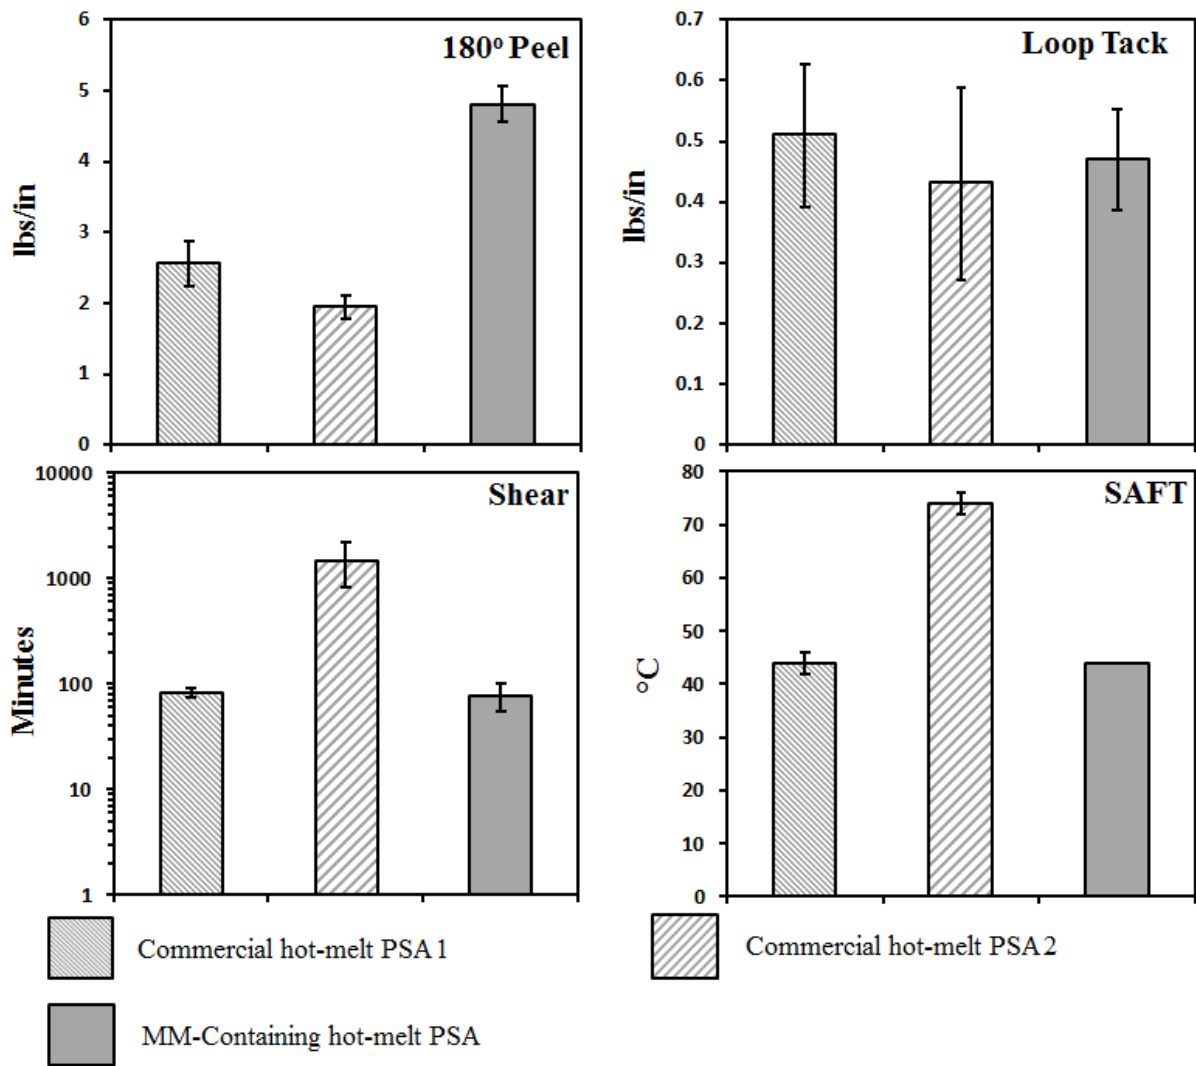 180º Peel
lbs/in
6
5
4
3
2
1
0
Loop Tack
lbs/in
0.7
0.6
0.5
0.4
0.3
0.2
0.1
0
Shear
Minutes
10000
1000
100
10
1
SAFT
°C
80
70
60
50
40
30
20
10
0
Commercial hot-melt PSA 1
Commercial hot-melt PSA 2
MM-Containing hot-melt PSA